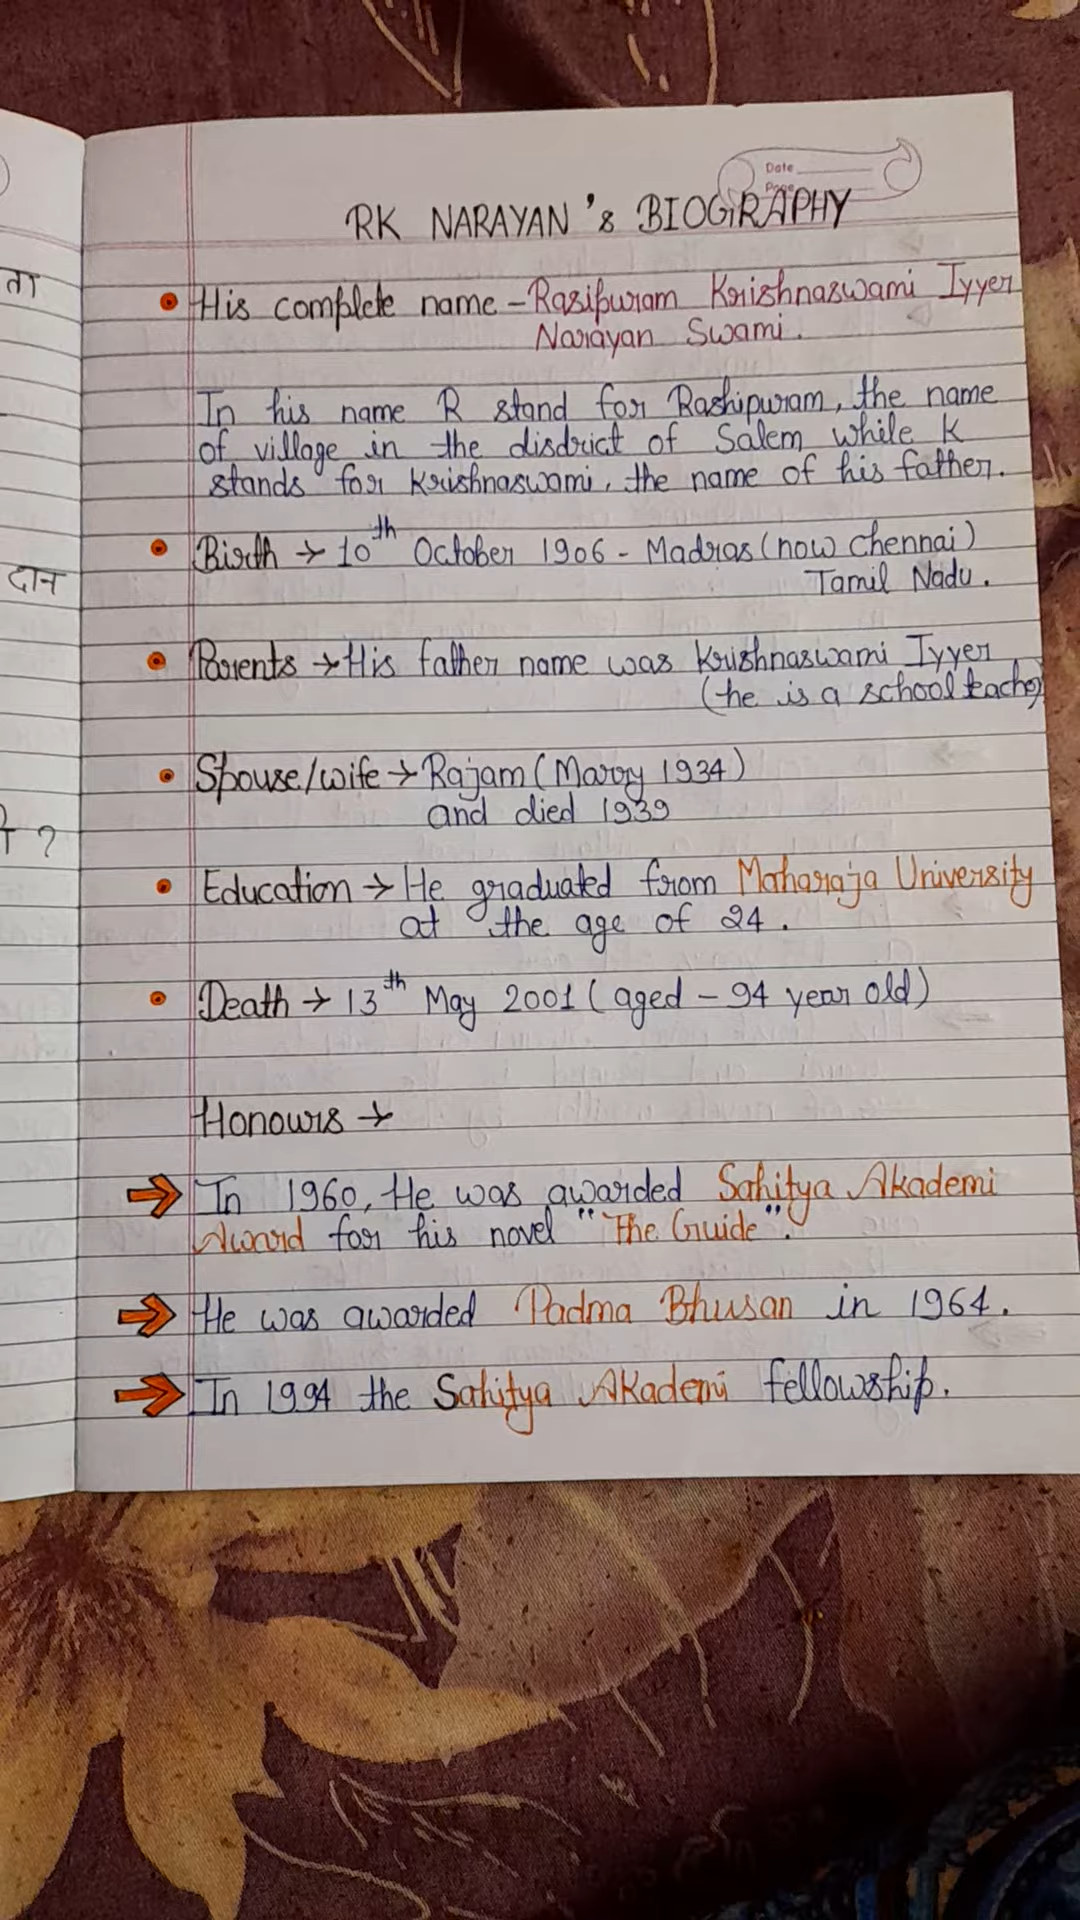 Date
Page
RK NARAYAN's BIOGRAPHY
His complete name - Rasipuram Krishnaswami Iyyer
Narayan Swami.
In his name R stand for Rashipuram, the name
of village in the disdrict of Salem while K
stands for Krishnaswami, the name of his father.
Birth → 10th October 1906 - Madras (now chennai)
Tamil Nadu.
Parents → His father name was Krishnaswami Iyyer
(he is a school teacher)
Spouse/wife → Rajam (Marry 1934)
and died 1939
Education → He graduated from Maharaja University
at the age of 24.
Death → 13th May 2001 (aged - 94 year old)
Honours →
In 1960, He was awarded Sahitya Akademi
Award for his novel "The Guide".
He was awarded Padma Bhusan in 1964.
In 1994 the Sahitya Akademi fellowship.
ता
दान
?